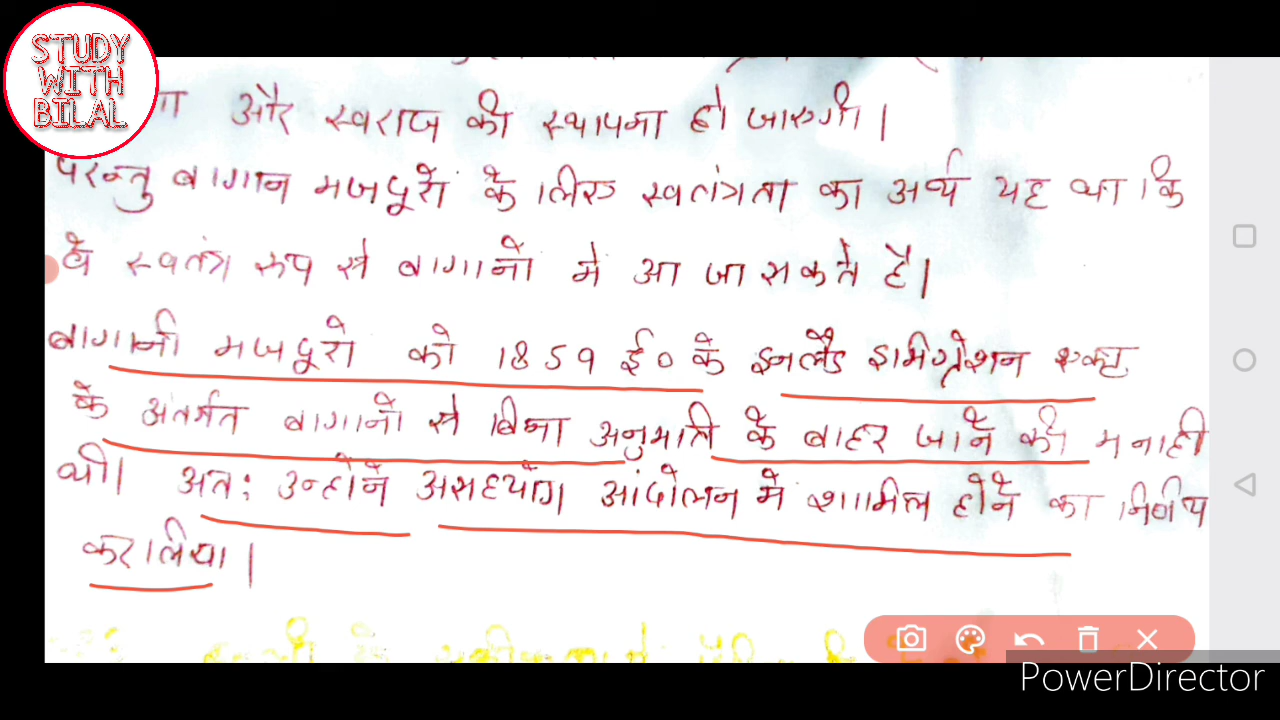 STUDY
WITH
BILAL
और स्वराज की स्थापना हो जाएगी।
परन्तु बागान मजदूरों के लिए स्वतंत्रता का अर्थ यह था कि
वे स्वतंत्र रूप से बागानों में आ जा सकते हैं।
बागानी मजदूरों को 1859 ई० के इनलैंड इमिग्रेशन एक्ट
के अंतर्गत बागानों से बिना अनुमति के बाहर जाने की मनाही
थी। अतः उन्होंने असहयोग आंदोलन में शामिल होने का निर्णय
कर लिया।
PowerDirector